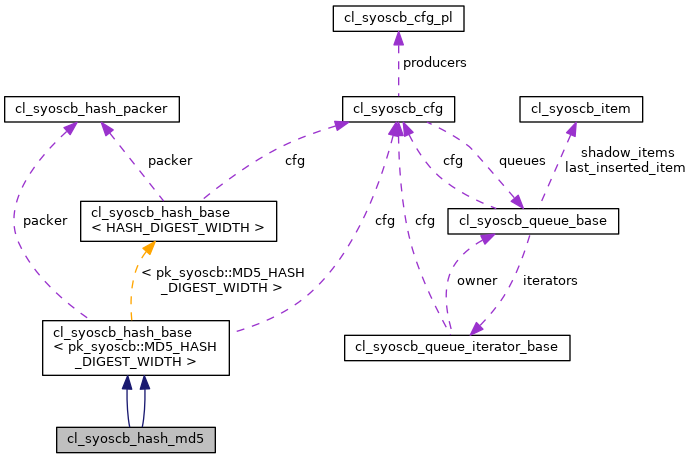 cl_syoscb_cfg_pl
producers
cl_syoscb_hash_packer
cl_syoscb_cfg
cl_syoscb_item
packer
cfg
cfg
queues
shadow_items
last_inserted_item
cl_syoscb_hash_base
< HASH_DIGEST_WIDTH >
cl_syoscb_queue_base
packer
cfg
cfg
< pk_syoscb::MD5_HASH
_DIGEST_WIDTH >
owner
iterators
cl_syoscb_hash_base
< pk_syoscb::MD5_HASH
_DIGEST_WIDTH >
cl_syoscb_queue_iterator_base
cl_syoscb_hash_md5